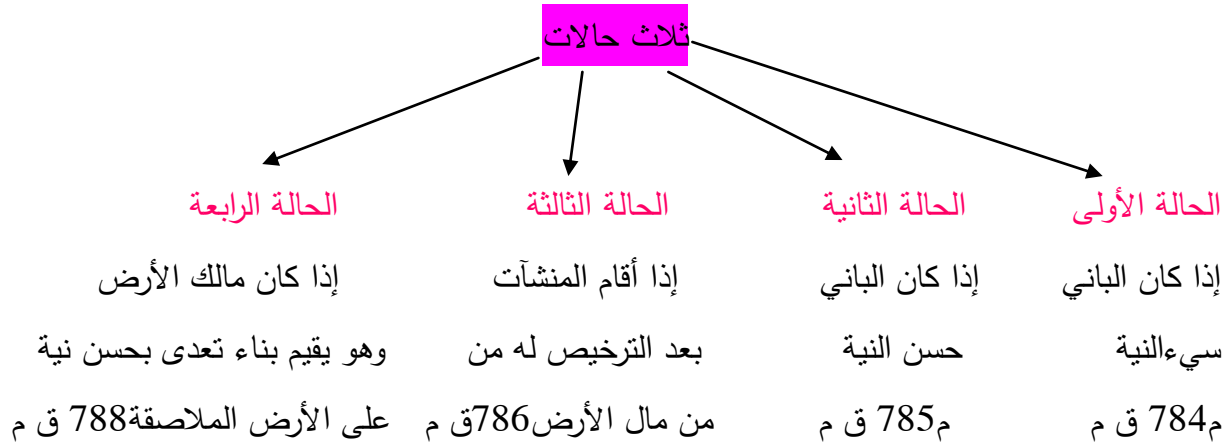 ثلاث حالات
الحالة الأولى
إذا كان الباني
سيءالنية
م784 ق م
الحالة الثانية
إذا كان الباني
حسن النية
م785 ق م
الحالة الثالثة
إذا أقام المنشآت
بعد الترخيص له من
من مال الأرض786ق م
الحالة الرابعة
إذا كان مالك الأرض
وهو يقيم بناء تعدى بحسن نية
على الأرض الملاصقة788 ق م